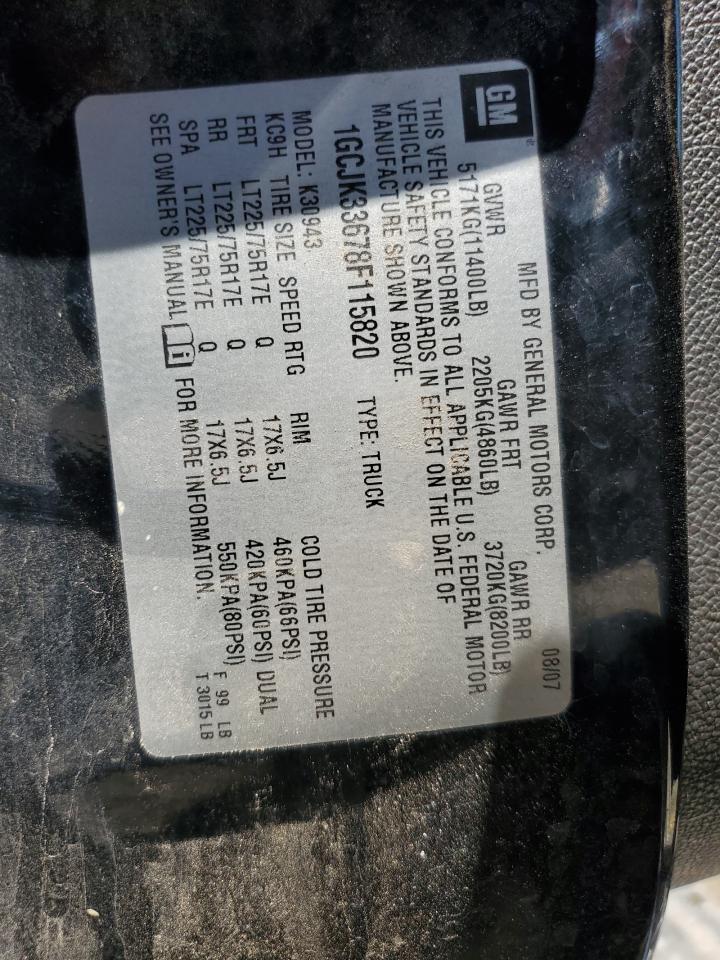 GM
MFD BY GENERAL MOTORS CORP. 08/07
GVWR GAWR FRT GAWR RR
5171KG(11400LB) 2205KG(4860LB) 3720KG(8200LB)
THIS VEHICLE CONFORMS TO ALL APPLICABLE U.S. FEDERAL MOTOR
VEHICLE SAFETY STANDARDS IN EFFECT ON THE DATE OF
MANUFACTURE SHOWN ABOVE.
1GCJK33678F115820 TYPE: TRUCK
MODEL: K30943
KC9H TIRE SIZE SPEED RTG RIM COLD TIRE PRESSURE
FRT LT225/75R17E Q 17X6.5J 460KPA(66PSI)
RR LT225/75R17E Q 17X6.5J 420KPA(60PSI) DUAL
SPA LT225/75R17E Q 17X6.5J 550KPA(80PSI)
SEE OWNER'S MANUAL FOR MORE INFORMATION.
F 99 LB
T 3015 LB